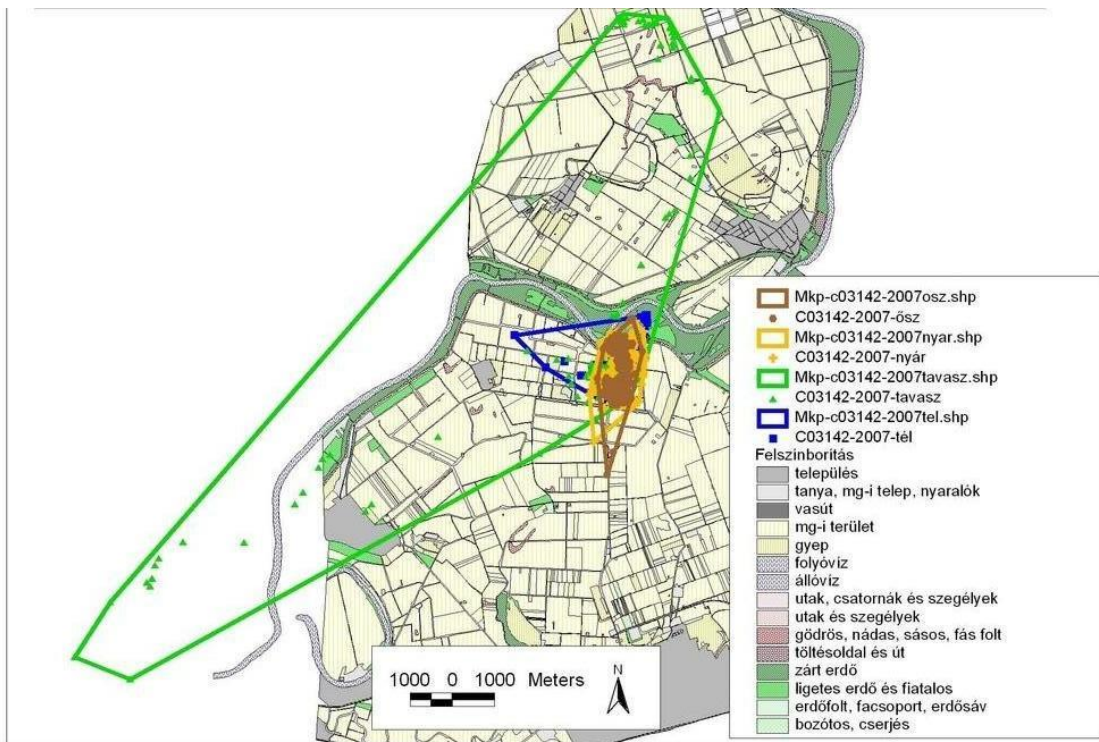 Mkp-c03142-2007osz.shp
C03142-2007-ősz
Mkp-c03142-2007nyar.shp
C03142-2007-nyár
Mkp-c03142-2007tavasz.shp
C03142-2007-tavasz
Mkp-c03142-2007tel.shp
C03142-2007-tél
Felszínborítás
település
tanya, mg-i telep, nyaralók
vasút
mg-i terület
gyep
folyóvíz
állóvíz
utak, csatornák és szegélyek
utak és szegélyek
gödrös, nádas, sásos, fás folt
töltésoldal és út
zárt erdő
ligetes erdő és fiatalos
erdőfolt, facsoport, erdősáv
bozótos, cserjés
1000 0 1000 Meters
N